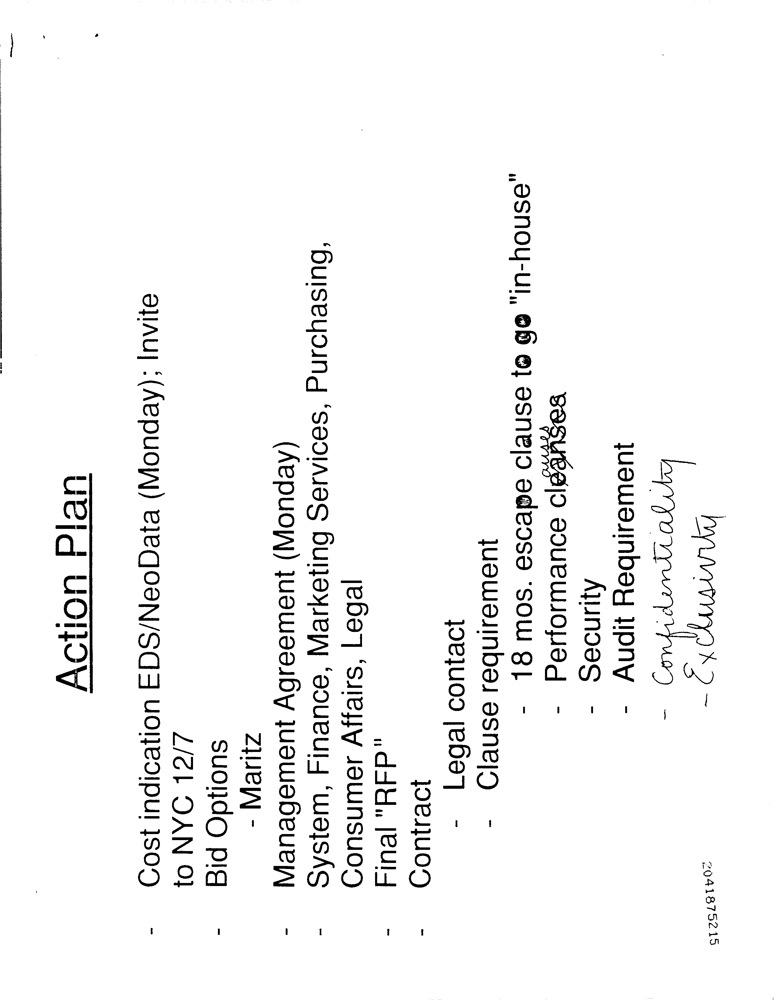 Action Plan
- Cost indication EDS/NeoData (Monday); Invite
to NYC 12/7
- Bid Options
- Maritz
- Management Agreement (Monday)
- System, Finance, Marketing Services, Purchasing,
Consumer Affairs, Legal
- Final "RFP"
- Contract
- Legal contact
- Clause requirement
- 18 mos. escape clause to go "in-house"
- Performance cleanses auses
- Security
- Audit Requirement
- Confidentiality
- Exclusivity
2041875215